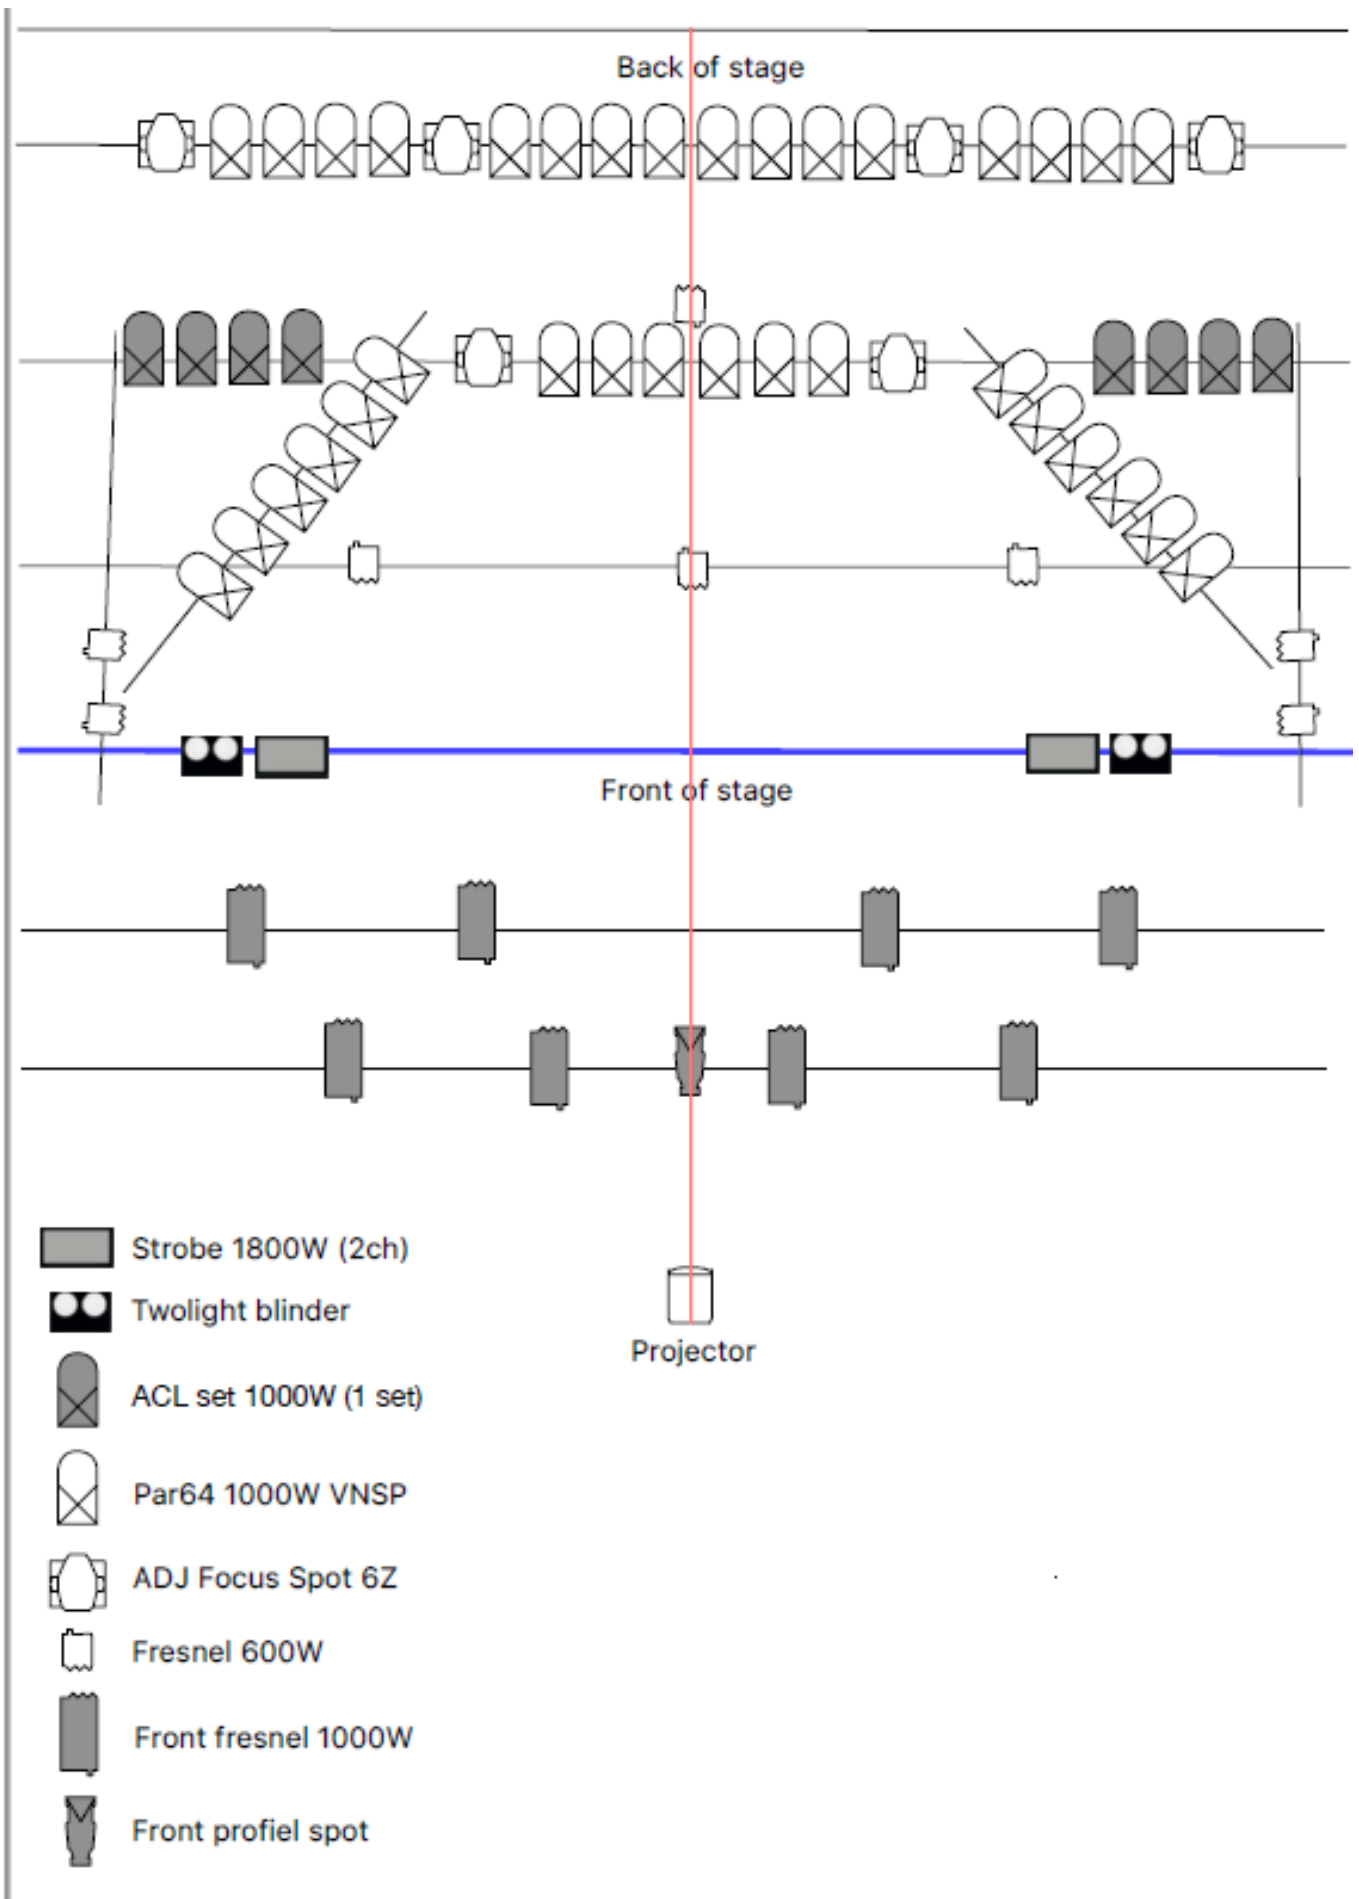 Back of stage
Front of stage
Projector
Strobe 1800W (2ch)
Twolight blinder
ACL set 1000W (1 set)
Par64 1000W VNSP
ADJ Focus Spot 6Z
Fresnel 600W
Front fresnel 1000W
Front profiel spot